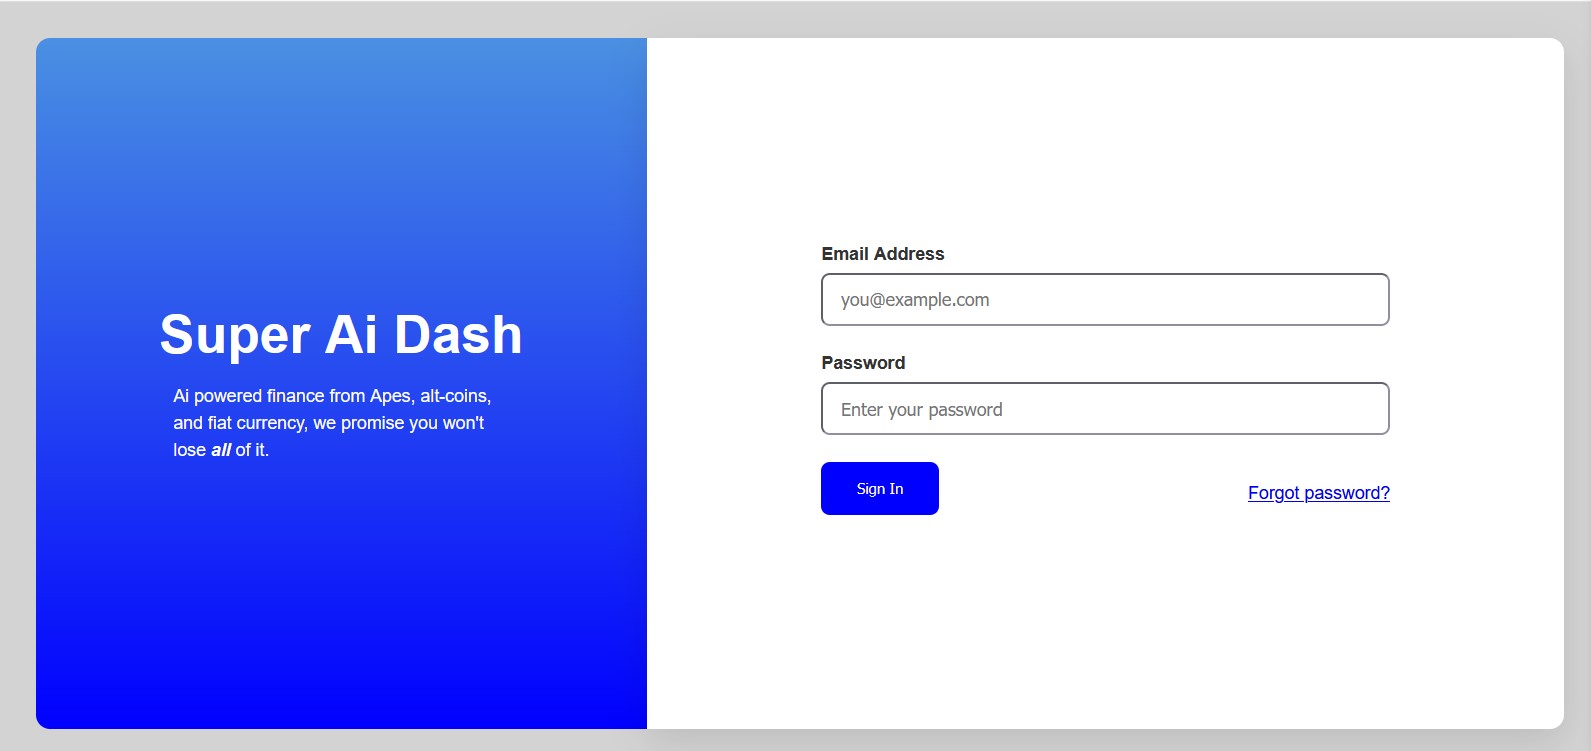 Super Ai Dash
Ai powered finance from Apes, alt-coins,
and fiat currency, we promise you won't
lose all of it.
Email Address
you@example.com
Password
Enter your password
Sign In
Forgot password?